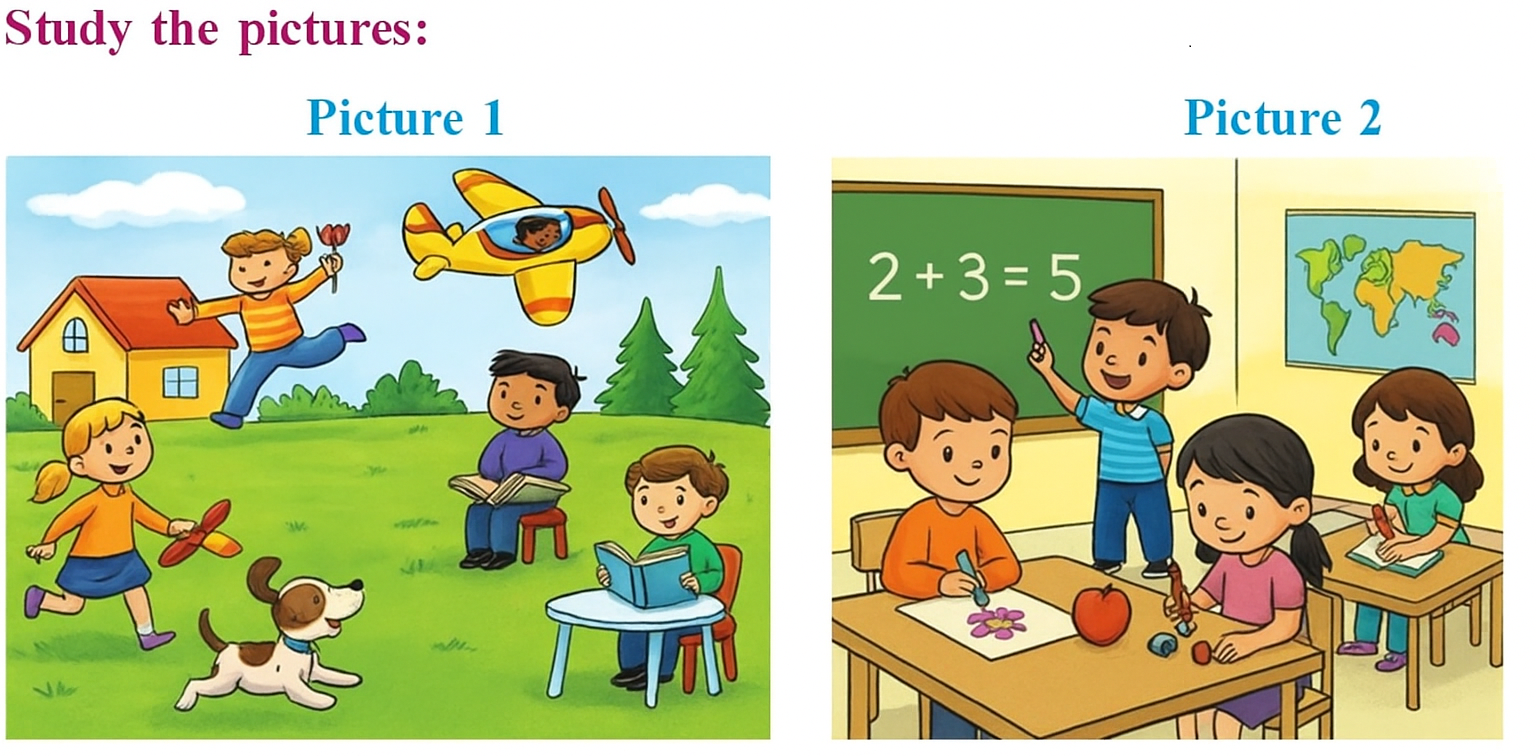 Study the pictures:
Picture 1
Picture 2
2 + 3 = 5